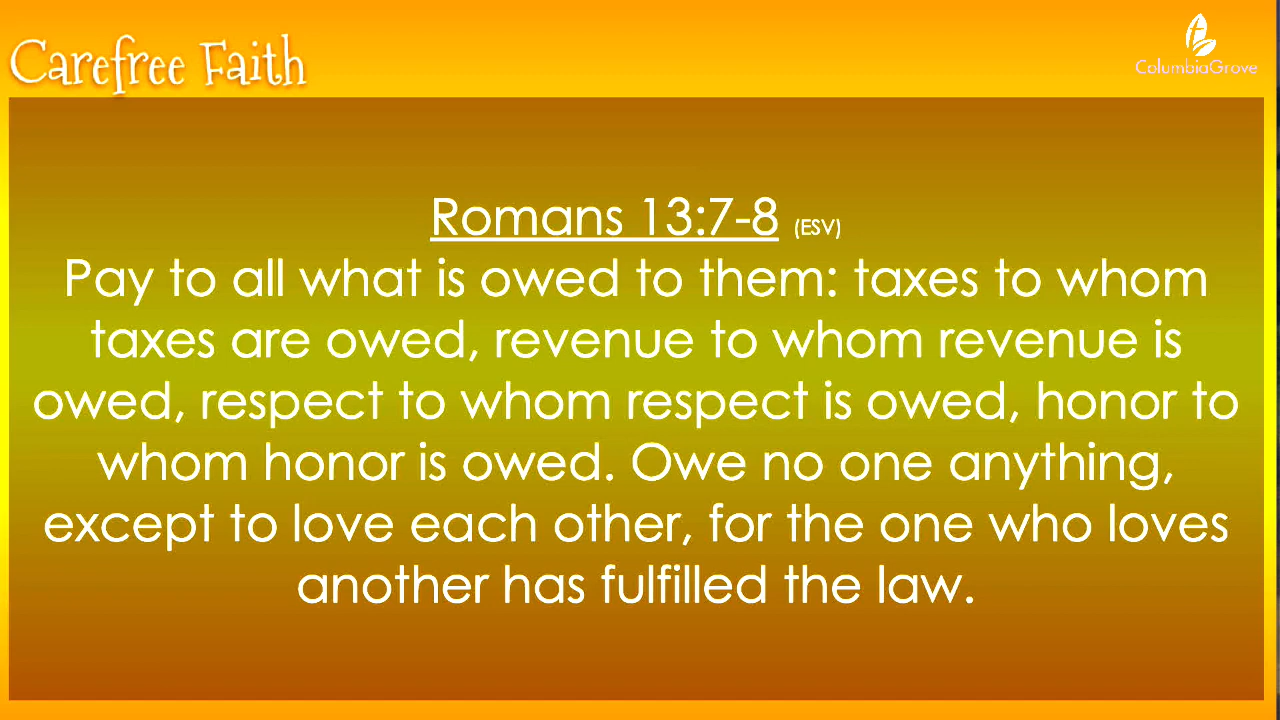 Carefree Faith
ColumbiaGrove
Romans 13:7-8 (ESV)
Pay to all what is owed to them: taxes to whom
taxes are owed, revenue to whom revenue is
owed, respect to whom respect is owed, honor to
whom honor is owed. Owe no one anything,
except to love each other, for the one who loves
another has fulfilled the law.